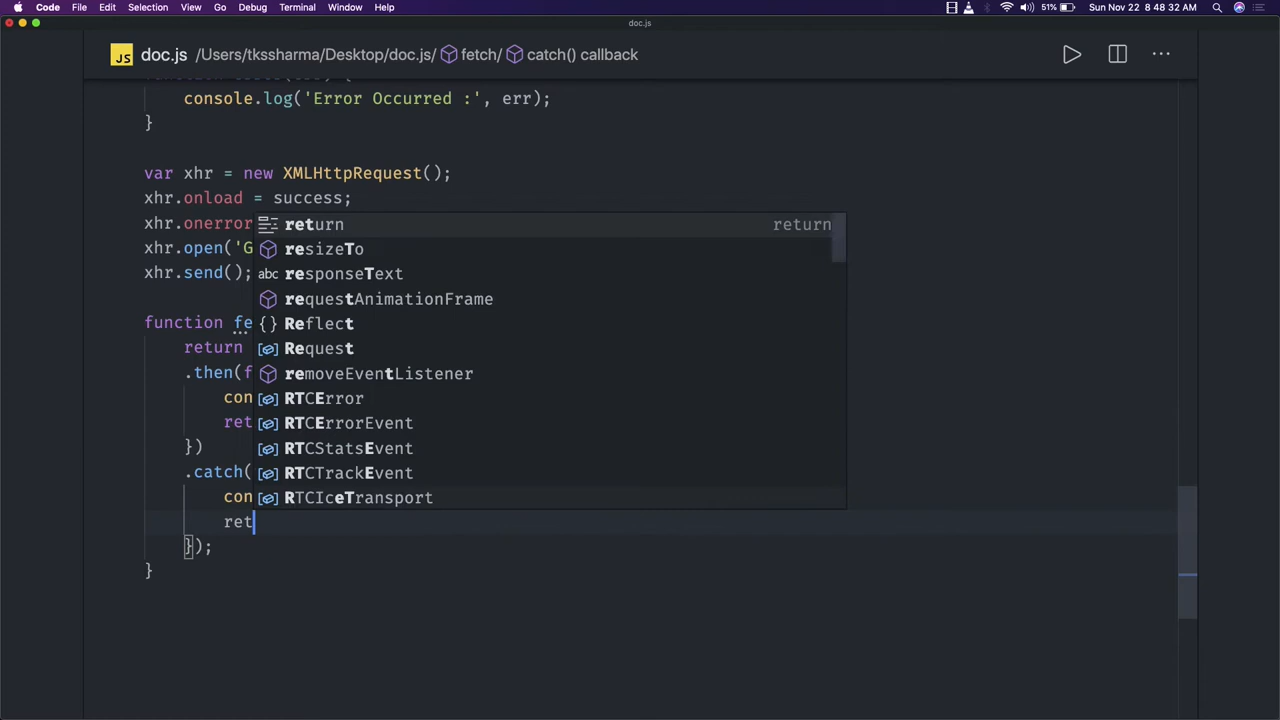 Code File Edit Selection View Go Debug Terminal Window Help 51% Sun Nov 22 8 48 32 AM
doc.js
JS doc.js /Users/tkssharma/Desktop/doc.js/ fetch/ catch() callback
console.log('Error Occurred :', err);
}
var xhr = new XMLHttpRequest();
xhr.onload = success;
xhr.onerror
xhr.open('G
xhr.send();
function fe
return
.then(f
con
ret
})
.catch(
con
ret
});
}
return return
resizeTo
abc responseText
requestAnimationFrame
{} Reflect
Request
removeEventListener
RTCError
RTCErrorEvent
RTCStatsEvent
RTCTrackEvent
RTCIceTransport